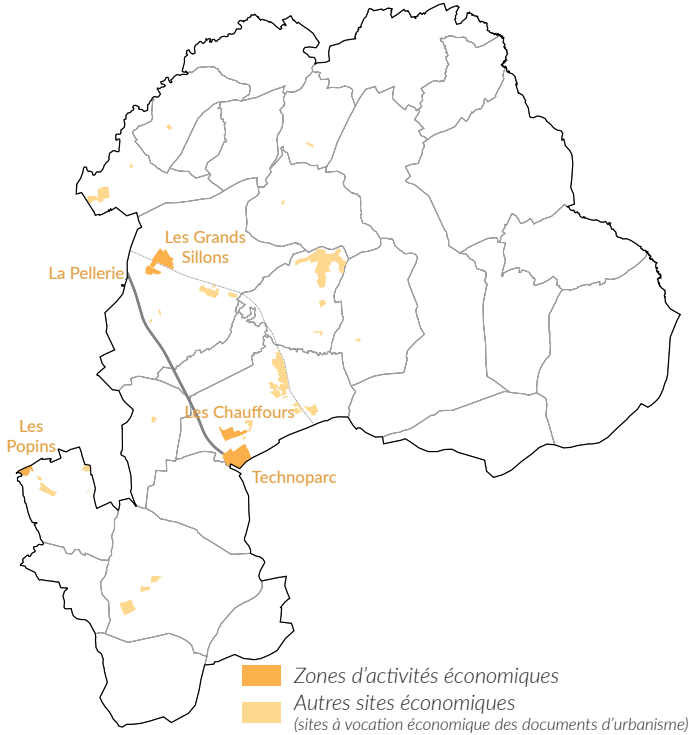 Les Grands
Sillons
La Pellerie
Les Chauffours
Les
Popins
Technoparc
Zones d’activités économiques
Autres sites économiques
(sites à vocation économique des documents d’urbanisme)